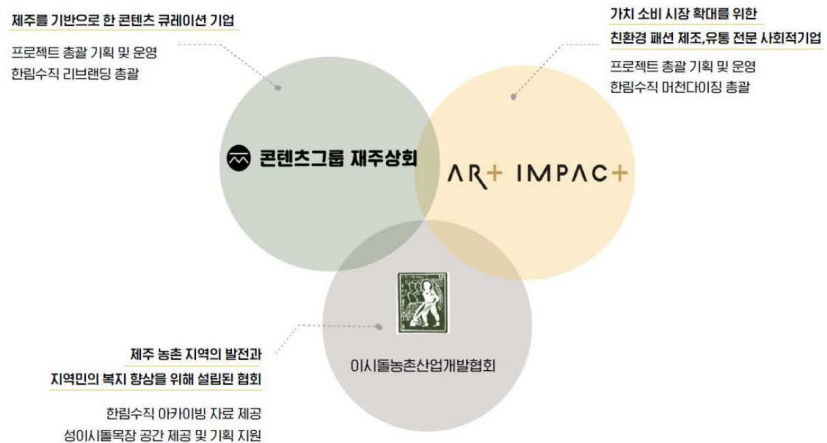 제주를 기반으로 한 콘텐츠 큐레이션 기업
프로젝트 총괄 기획 및 운영
한림수직 리브랜딩 총괄
가치 소비 시장 확대를 위한
친환경 패션 제조,유통 전문 사회적기업
프로젝트 총괄 기획 및 운영
한림수직 머천다이징 총괄
콘텐츠그룹 재주상회
AR+ IMPAC+
이시돌농촌산업개발협회
제주 농촌 지역의 발전과
지역민의 복지 향상을 위해 설립된 협회
한림수직 아카이빙 자료 제공
성이시돌목장 공간 제공 및 기획 지원